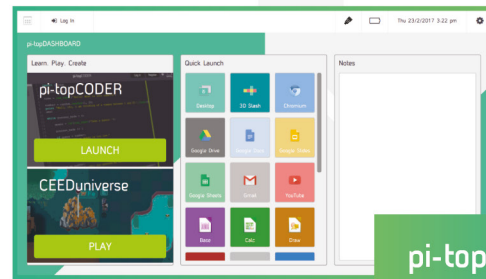 Log In
Thu 23/2/2017 3.22 pm
pi-topDASHBOARD
Learn. Play. Create
pi-topCODER
LAUNCH
CEEDuniverse
PLAY
Quick Launch
Desktop
3D Slash
Chromium
Google Drive
Google Docs
Google Slides
Google Sheets
Gmail
YouTube
Base
Calc
Draw
Notes
pi-top